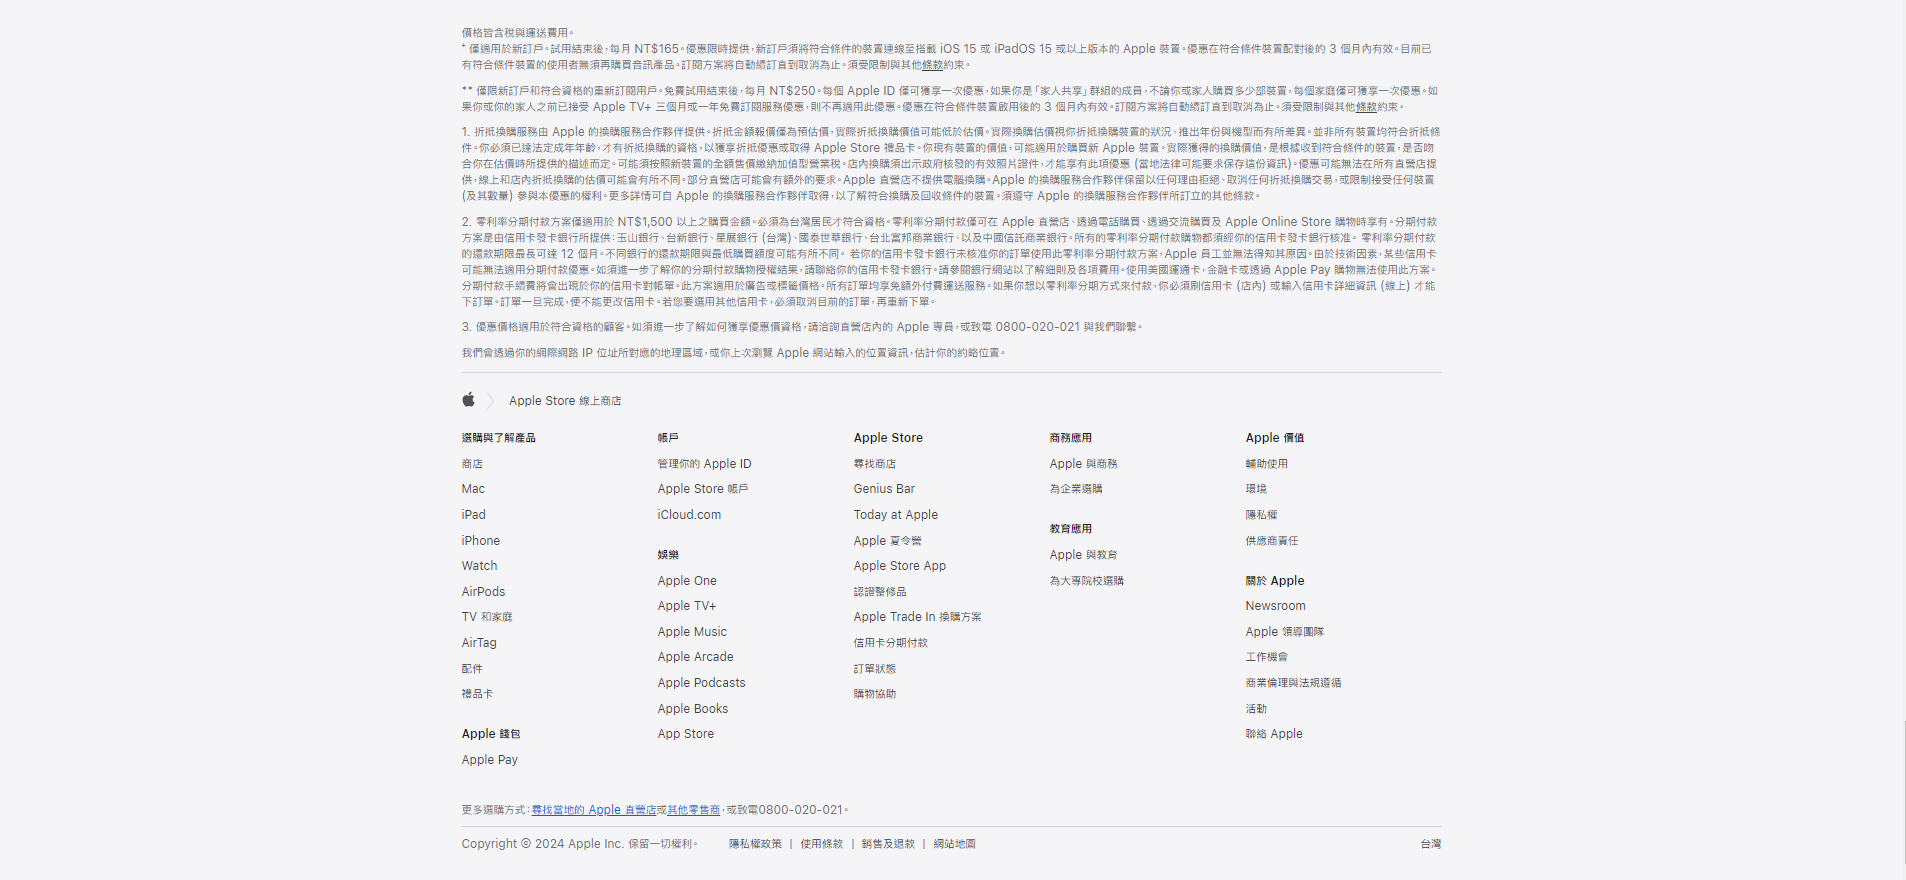 價格皆含稅與運送費用。
⁺ 僅適用於新訂戶。試用結束後,每月 NT$165。優惠限時提供,新訂戶須將符合條件的裝置連線至搭載 iOS 15 或 iPadOS 15 或以上版本的 Apple 裝置。優惠在符合條件裝置配對後的 3 個月內有效。目前已
有符合條件裝置的使用者無須再購買音訊產品。訂閱方案將自動續訂直到取消為止。須受限制與其他條款約束。
** 僅限新訂戶和符合資格的重新訂閱用戶。免費試用結束後,每月 NT$250。每個 Apple ID 僅可獲享一次優惠,如果你是「家人共享」群組的成員,不論你或家人購買多少部裝置,每個家庭僅可獲享一次優惠。如
果你或你的家人之前已接受 Apple TV+ 三個月或一年免費訂閱服務優惠,則不再適用此優惠。優惠在符合條件裝置啟用後的 3 個月內有效。訂閱方案將自動續訂直到取消為止。須受限制與其他條款約束。
1. 折抵換購服務由 Apple 的換購服務合作夥伴提供。折抵金額報價僅為預估價,實際折抵換購價值可能低於估價。實際換購估價視你折抵換購裝置的狀況、推出年份與機型而有所差異。並非所有裝置均符合折抵條
件。你必須已達法定成年年齡,才有折抵換購的資格,以獲享折抵優惠或取得 Apple Store 禮品卡。你現有裝置的價值,可能適用於購買新 Apple 裝置。實際獲得的換購價值,是根據收到符合條件的裝置,是否吻
合你在估價時所提供的描述而定。可能須按照新裝置的全額售價繳納加值型營業稅。店內換購須出示政府核發的有效照片證件,才能享有此項優惠 (當地法律可能要求保存這份資訊)。優惠可能無法在所有直營店提
供,線上和店內折抵換購的估價可能會有所不同。部分直營店可能會有額外的要求。Apple 直營店不提供電腦換購。Apple 的換購服務合作夥伴保留以任何理由拒絕、取消任何折抵換購交易,或限制接受任何裝置
(及其數量) 參與本優惠的權利。更多詳情可自 Apple 的換購服務合作夥伴取得,以了解符合換購及回收條件的裝置。須遵守 Apple 的換購服務合作夥伴所訂立的其他條款。
2. 零利率分期付款方案僅適用於 NT$1,500 以上之購買金額。必須為台灣居民才符合資格。零利率分期付款僅可在 Apple 直營店、透過電話購買、透過交流購買及 Apple Online Store 購物時享有。分期付款
方案是由信用卡發卡銀行所提供:玉山銀行、台新銀行、星展銀行 (台灣)、國泰世華銀行、台北富邦商業銀行、以及中國信託商業銀行。所有的零利率分期付款購物都須經你的信用卡發卡銀行核准。 零利率分期付款
的還款期限最長可達 12 個月。不同銀行的還款期限與最低購買額度可能有所不同。 若你的信用卡發卡銀行未核准你的訂單使用此零利率分期付款方案,Apple 員工並無法得知其原因。由於技術因素,某些信用卡
可能無法適用分期付款優惠。如須進一步了解你的分期付款購物授權結果,請聯絡你的信用卡發卡銀行。請參閱銀行網站以了解細則及各項費用。使用美國運通卡,金融卡或透過 Apple Pay 購物無法使用此方案。
分期付款手續費將會出現於你的信用卡對帳單。此方案適用於廣告或標籤價格。所有訂單均享免額外付費運送服務。如果你想以零利率分期方式來付款,你必須刷信用卡 (店內) 或輸入信用卡詳細資訊 (線上) 才能
下訂單。訂單一旦完成,便不能更改信用卡。若您要選用其他信用卡,必須取消目前的訂單,再重新下單。
3. 優惠價格適用於符合資格的顧客。如須進一步了解如何獲享優惠價資格,請洽詢直營店內的 Apple 專員,或致電 0800-020-021 與我們聯繫。
我們會透過你的網際網路 IP 位址所對應的地理區域,或你上次瀏覽 Apple 網站輸入的位置資訊,估計你的約略位置。
Apple Store 線上商店
選購與了解產品
商店
Mac
iPad
iPhone
Watch
AirPods
TV 和家庭
AirTag
配件
禮品卡
Apple 錢包
Apple Pay
帳戶
管理你的 Apple ID
Apple Store 帳戶
iCloud.com
娛樂
Apple One
Apple TV+
Apple Music
Apple Arcade
Apple Podcasts
Apple Books
App Store
Apple Store
尋找商店
Genius Bar
Today at Apple
Apple 夏令營
Apple Store App
認證整修品
Apple Trade In 換購方案
信用卡分期付款
訂單狀態
購物協助
商務應用
Apple 與商務
為企業選購
教育應用
Apple 與教育
為大專院校選購
Apple 價值
輔助使用
環境
隱私權
供應商責任
關於 Apple
Newsroom
Apple 領導團隊
工作機會
商業倫理與法規遵循
活動
聯絡 Apple
更多選購方式:尋找當地的 Apple 直營店或其他零售商,或致電0800-020-021。
Copyright © 2024 Apple Inc. 保留一切權利。 隱私權政策 | 使用條款 | 銷售及退款 | 網站地圖 台灣